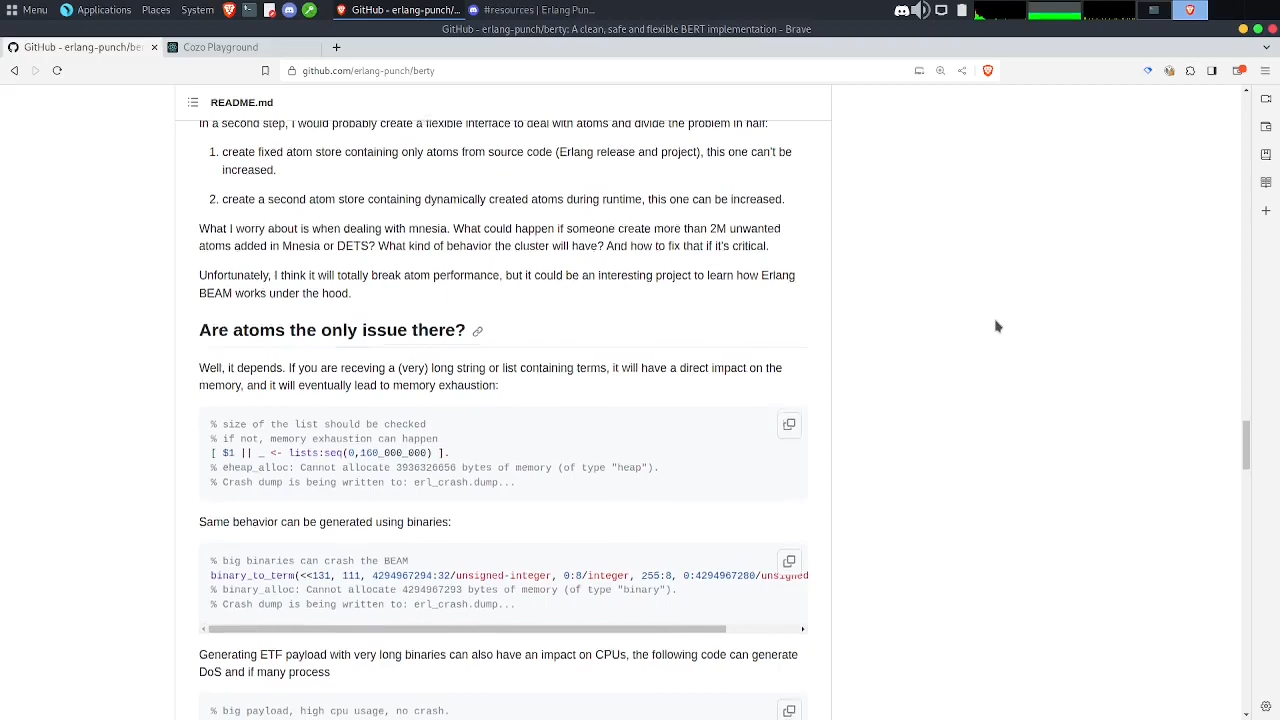 Menu Applications Places System GitHub - erlang-punch/berty:... #resources | Erlang Pun...
GitHub - erlang-punch/berty: A clean, safe and flexible BERT implementation - Brave
GitHub - erlang-punch/be Cozo Playground
github.com/erlang-punch/berty
README.md
In a second step, I would probably create a flexible interface to deal with atoms and divide the problem in half:
1. create fixed atom store containing only atoms from source code (Erlang release and project), this one can't be
increased.
2. create a second atom store containing dynamically created atoms during runtime, this one can be increased.
What I worry about is when dealing with mnesia. What could happen if someone create more than 2M unwanted
atoms added in Mnesia or DETS? What kind of behavior the cluster will have? And how to fix that if it's critical.
Unfortunately, I think it will totally break atom performance, but it could be an interesting project to learn how Erlang
BEAM works under the hood.
Are atoms the only issue there?
Well, it depends. If you are receving a (very) long string or list containing terms, it will have a direct impact on the
memory, and it will eventually lead to memory exhaustion:
% size of the list should be checked
% if not, memory exhaustion can happen
[ $1 || _ <- lists:seq(0,160_000_000) ].
% eheap_alloc: Cannot allocate 3936326656 bytes of memory (of type "heap").
% Crash dump is being written to: erl_crash.dump...
Same behavior can be generated using binaries:
% big binaries can crash the BEAM
binary_to_term(<<131, 111, 4294967294:32/unsigned-integer, 0:8/integer, 255:8, 0:4294967280/unsigned
% binary_alloc: Cannot allocate 4294967293 bytes of memory (of type "binary").
% Crash dump is being written to: erl_crash.dump...
Generating ETF payload with very long binaries can also have an impact on CPUs, the following code can generate
DoS and if many process
% big payload, high cpu usage, no crash.